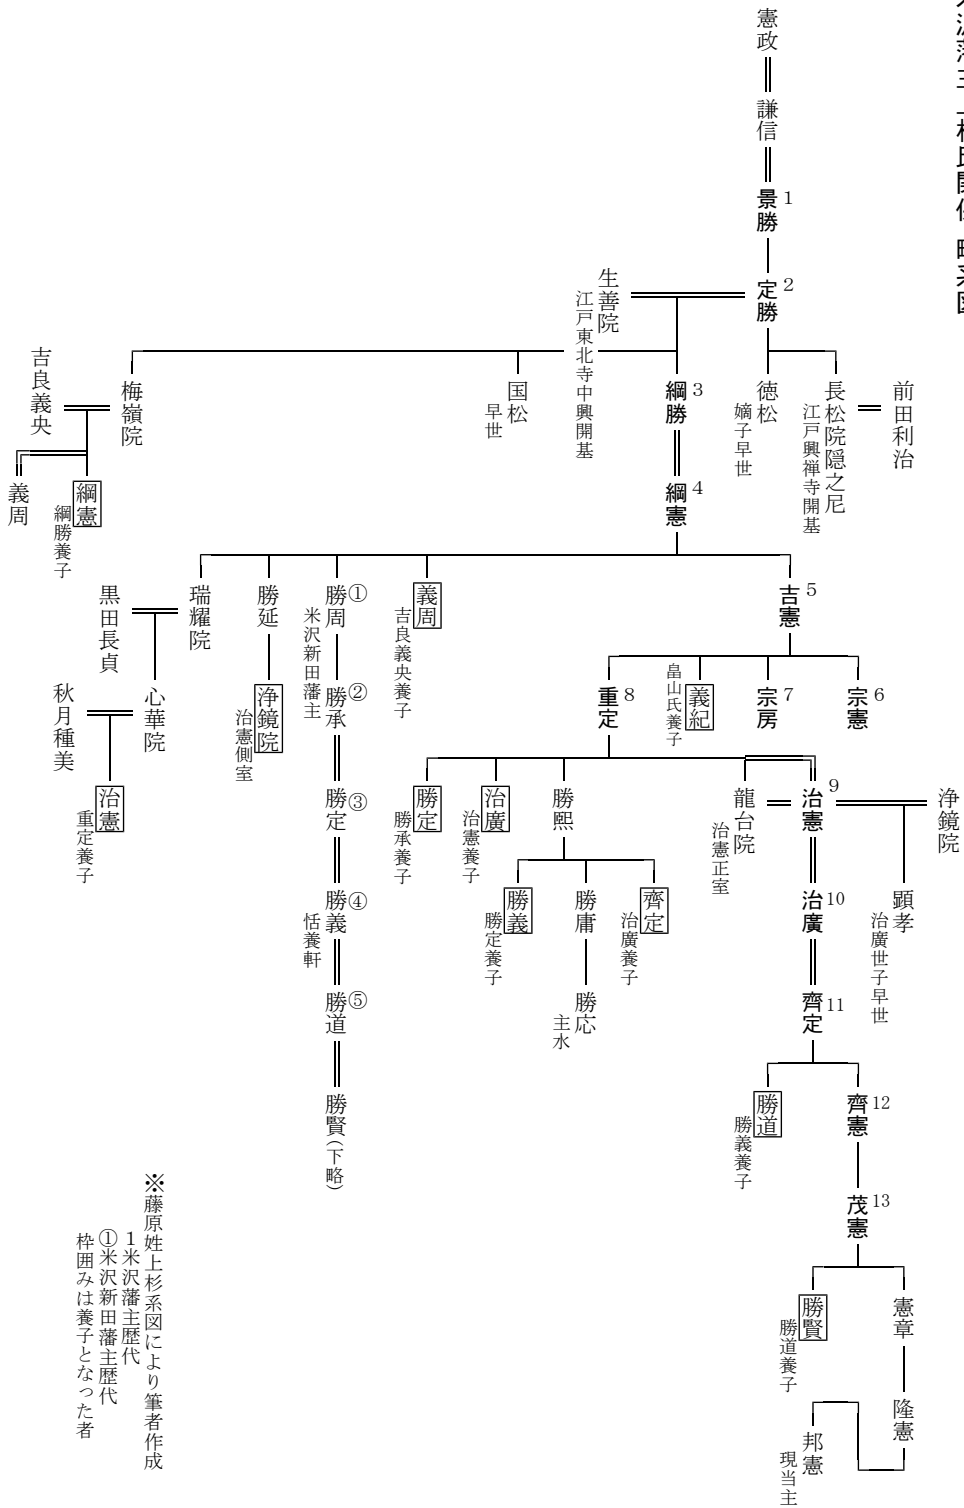 憲政
謙信
1
景勝
2
定勝
生善院
江戸東北寺中興開基
前田利治
長松院隠之尼
江戸興禅寺開基
徳松
嫡子早世
3
綱勝
国松
早世
梅嶺院
吉良義央
4
綱憲
綱憲
綱勝養子
義周
5
吉憲
義周
吉良義央養子
①
勝周
米沢新田藩主
勝延
瑞耀院
黒田長貞
6
宗憲
7
宗房
義紀
畠山氏養子
8
重定
②
勝承
浄鏡院
治憲側室
心華院
秋月種美
浄鏡院
9
治憲
龍台院
治憲正室
勝熙
治廣
治憲養子
勝定
勝承養子
③
勝定
治憲
重定養子
顕孝
治廣世子早世
10
治廣
齊定
治廣養子
勝庸
勝義
勝定養子
④
勝義
恬養軒
11
齊定
勝応
主水
⑤
勝道
12
齊憲
勝道
勝義養子
勝賢(下略)
13
茂憲
憲章
勝賢
勝道養子
隆憲
邦憲
現当主
※藤原姓上杉系図により筆者作成
1米沢藩主歴代
①米沢新田藩主歴代
枠囲みは養子となった者